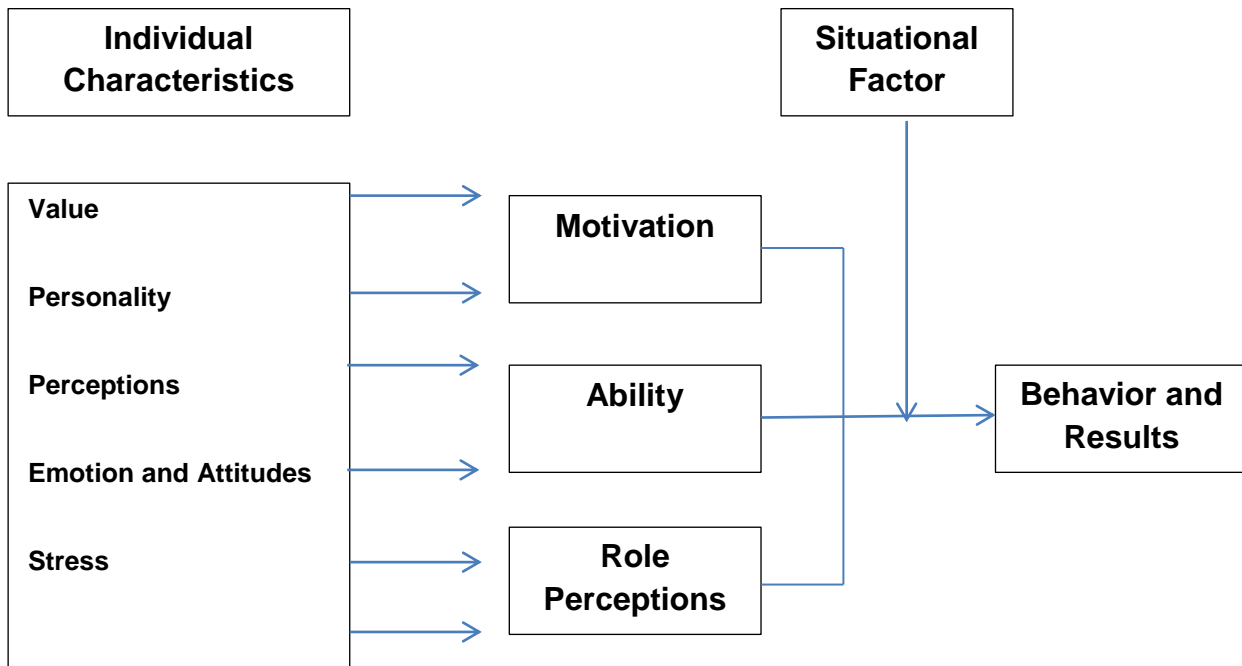 Individual
Characteristics
Situational
Factor
Value
Personality
Perceptions
Emotion and Attitudes
Stress
Motivation
Ability
Role
Perceptions
Behavior and
Results